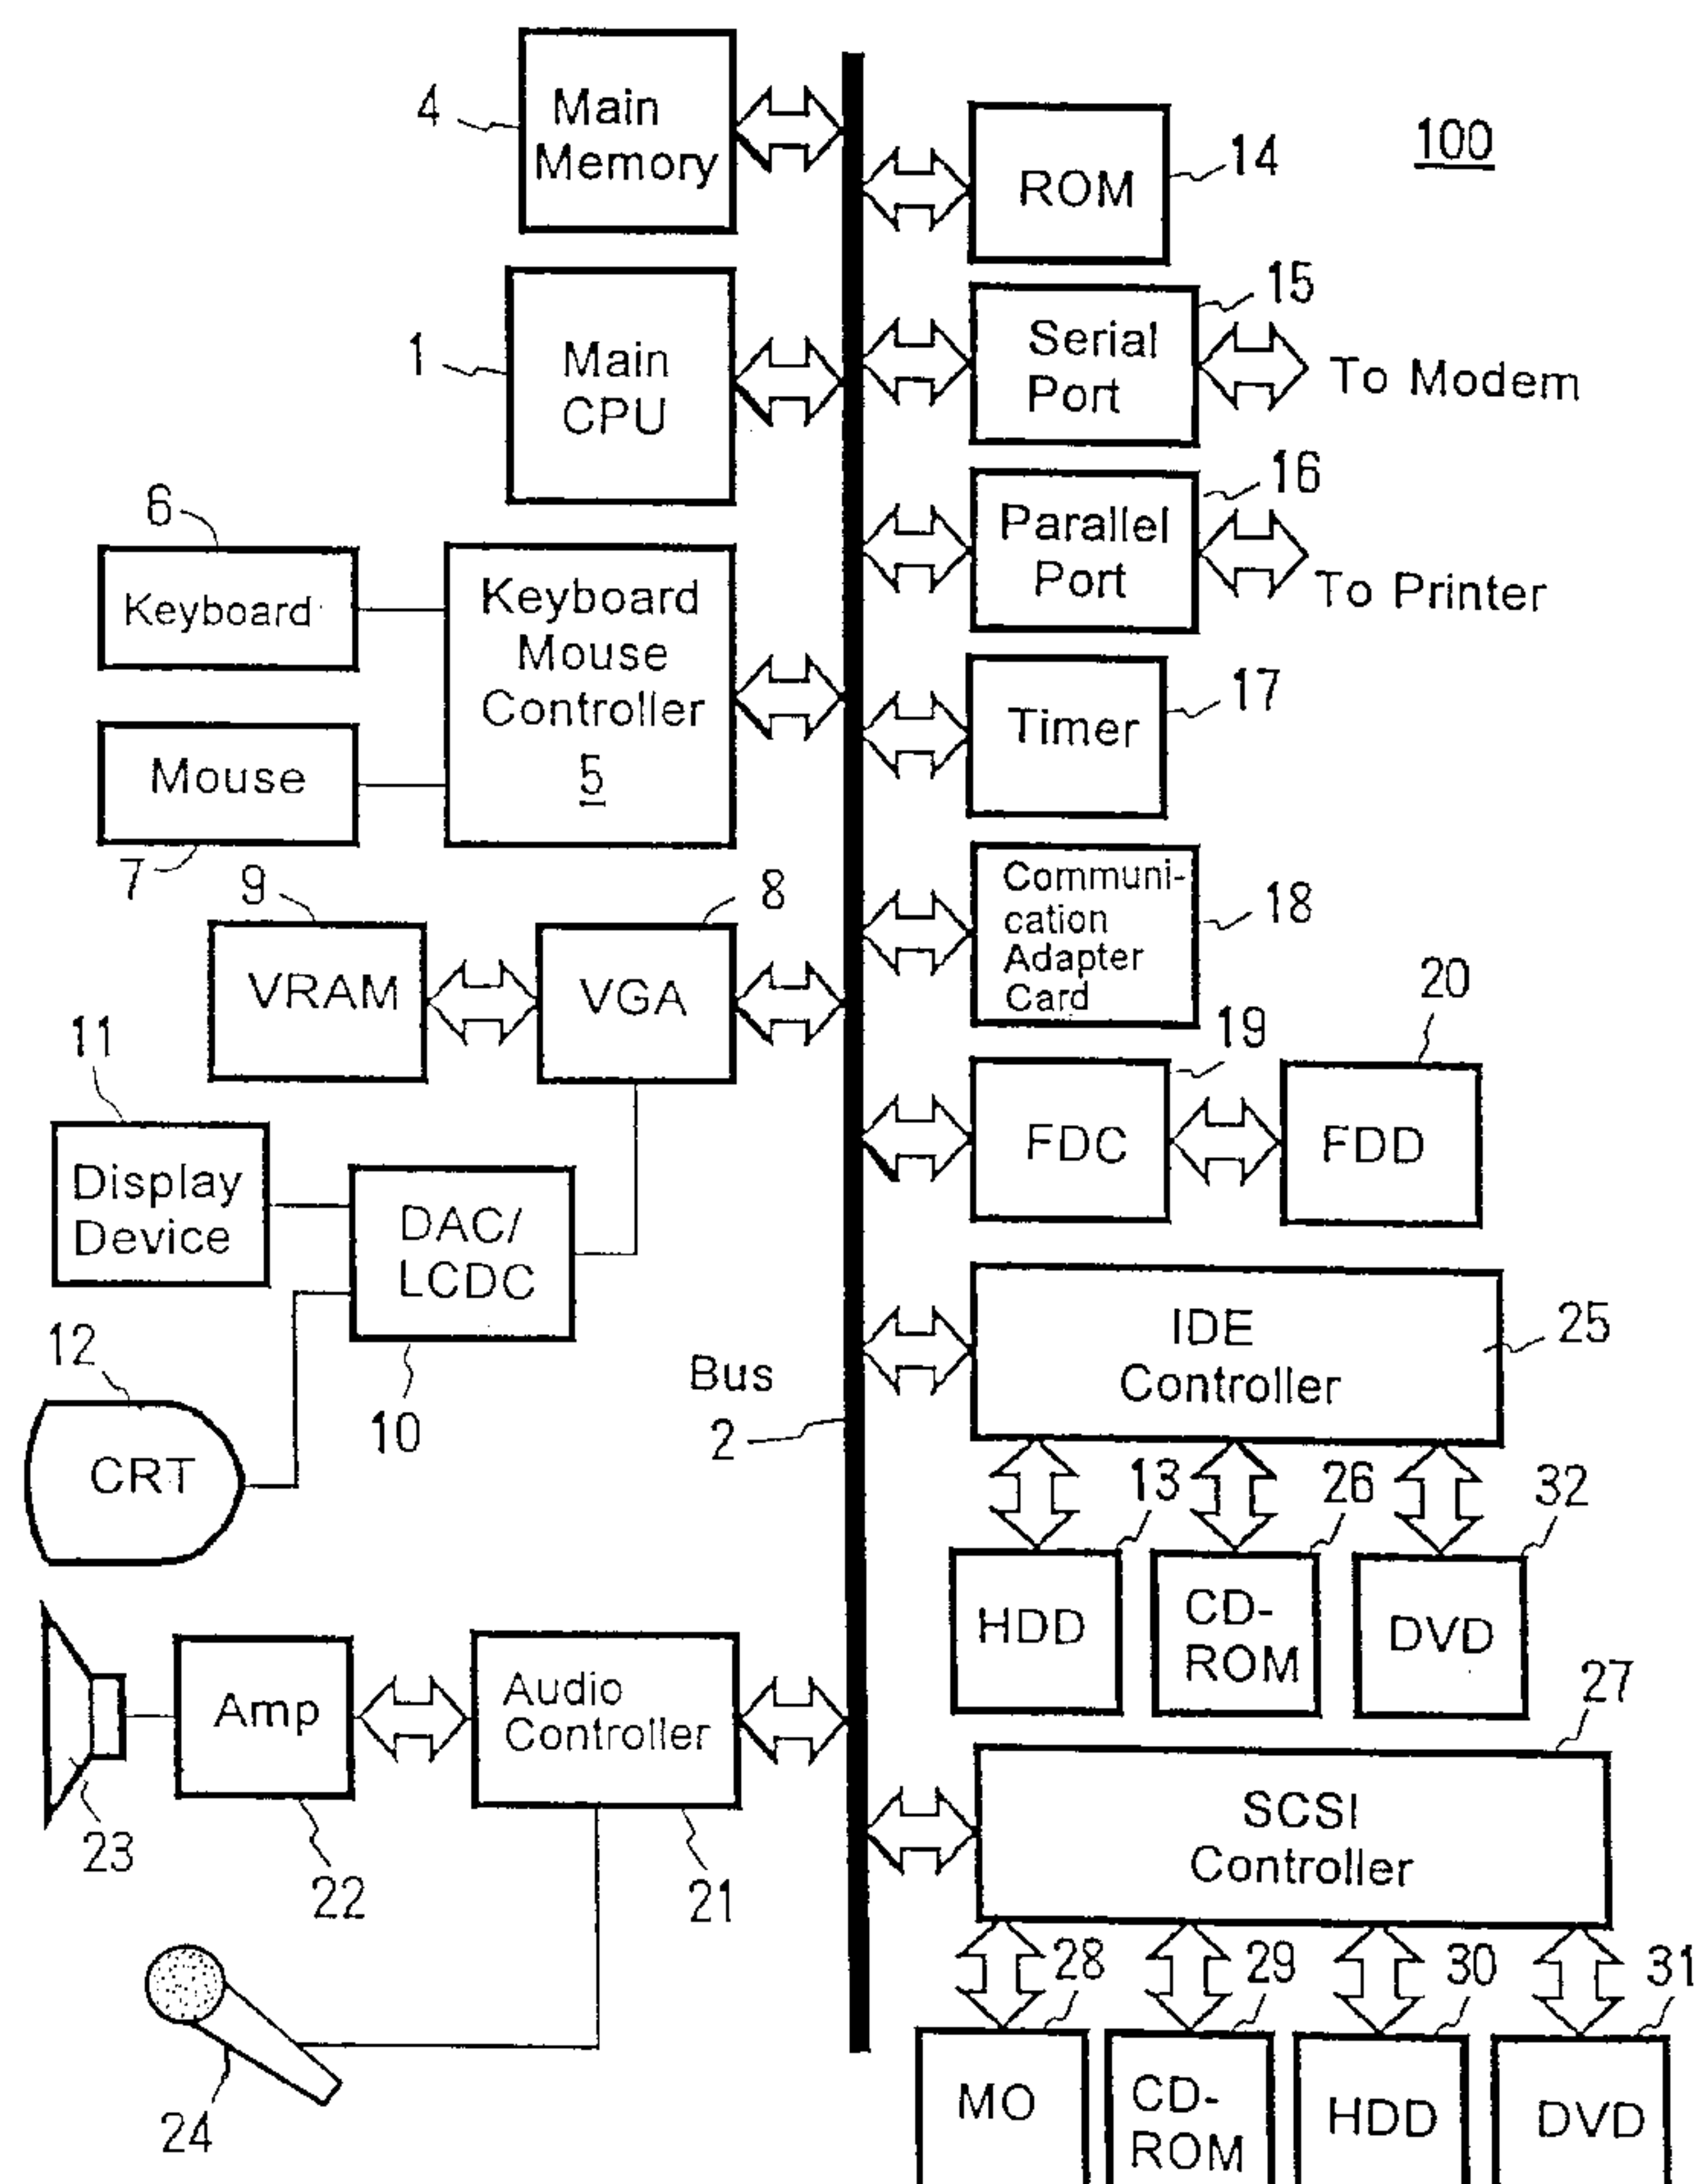 4
Main
Memory
100
ROM
14
1
Main
CPU
Serial
Port
15
To Modem
Parallel
Port
16
To Printer
6
Keyboard
Mouse
7
Keyboard
Mouse
Controller
5
Timer
17
9
VRAM
8
VGA
Communi-
cation
Adapter
Card
18
11
Display
Device
DAC/
LCDC
10
19
FDC
20
FDD
12
CRT
Bus
2
IDE
Controller
25
13
HDD
26
CD-
ROM
32
DVD
23
Amp
22
Audio
Controller
21
27
SCSI
Controller
24
28
MO
29
CD-
ROM
30
HDD
31
DVD